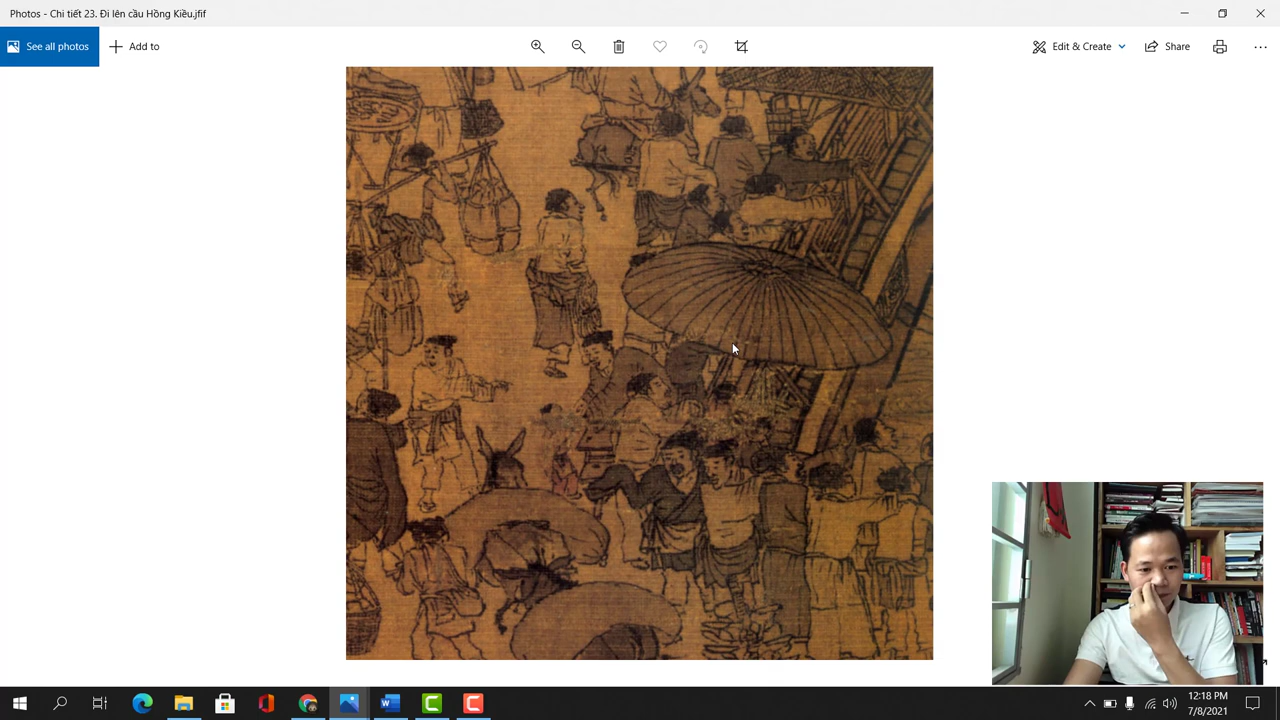 Photos - Chi tiết 23. Đi lên cầu Hồng Kiều.jfif
See all photos
Add to
Edit & Create
Share
12:18 PM
7/8/2021